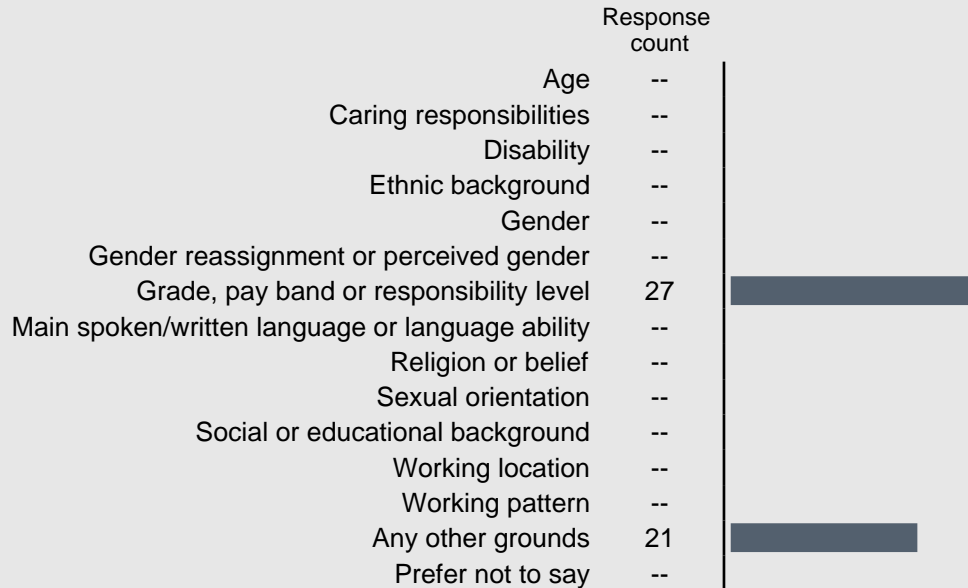 Response
count
Age --
Caring responsibilities --
Disability --
Ethnic background --
Gender --
Gender reassignment or perceived gender --
Grade, pay band or responsibility level 27
Main spoken/written language or language ability --
Religion or belief --
Sexual orientation --
Social or educational background --
Working location --
Working pattern --
Any other grounds 21
Prefer not to say --